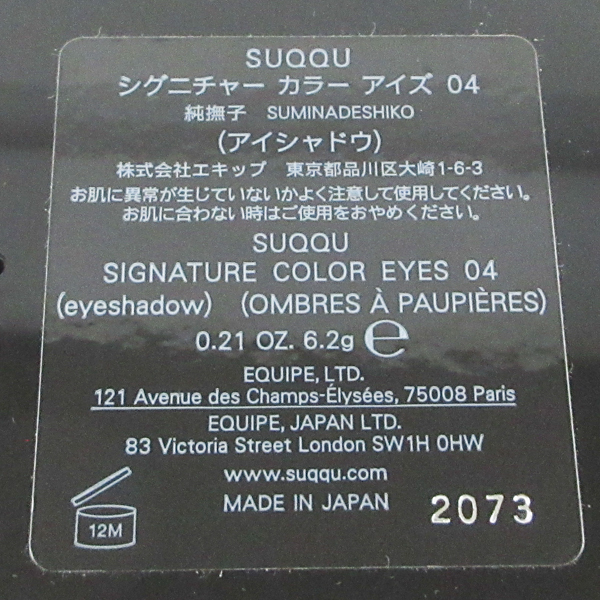 SUQQU
シグニチャー カラー アイズ 04
純撫子 SUMINADESHIKO
(アイシャドウ)
株式会社エキップ 東京都品川区大崎1-6-3
お肌に異常が生じていないかよく注意して使用してください。
お肌に合わない時はご使用をおやめください。
SUQQU
SIGNATURE COLOR EYES 04
(eyeshadow) (OMBRES À PAUPIÈRES)
0.21 OZ. 6.2g ℮
EQUIPE, LTD.
121 Avenue des Champs-Élysées, 75008 Paris
EQUIPE, JAPAN LTD.
83 Victoria Street London SW1H 0HW
www.suqqu.com
MADE IN JAPAN 2073
12M